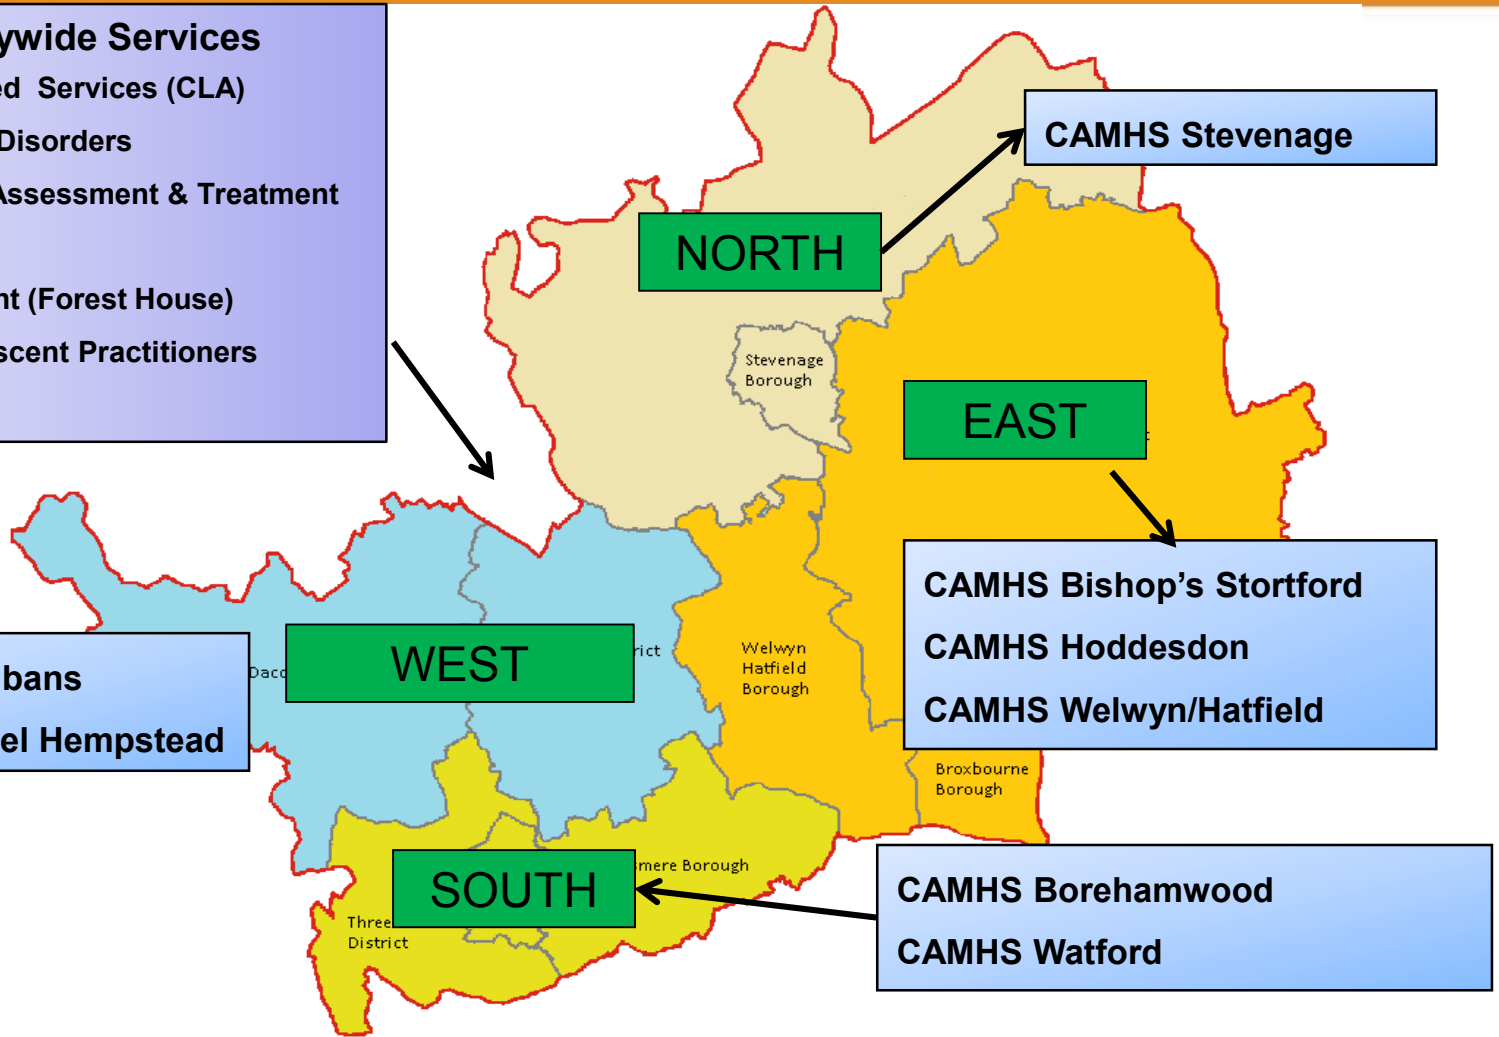 ywide Services
ed Services (CLA)
Disorders
Assessment & Treatment
nt (Forest House)
scent Practitioners
CAMHS Stevenage
NORTH
Stevenage
Borough
EAST
CAMHS Bishop’s Stortford
CAMHS Hoddesdon
CAMHS Welwyn/Hatfield
bans
el Hempstead
Daco
WEST
rict
Welwyn
Hatfield
Borough
Broxbourne
Borough
SOUTH
smere Borough
Three
District
CAMHS Borehamwood
CAMHS Watford